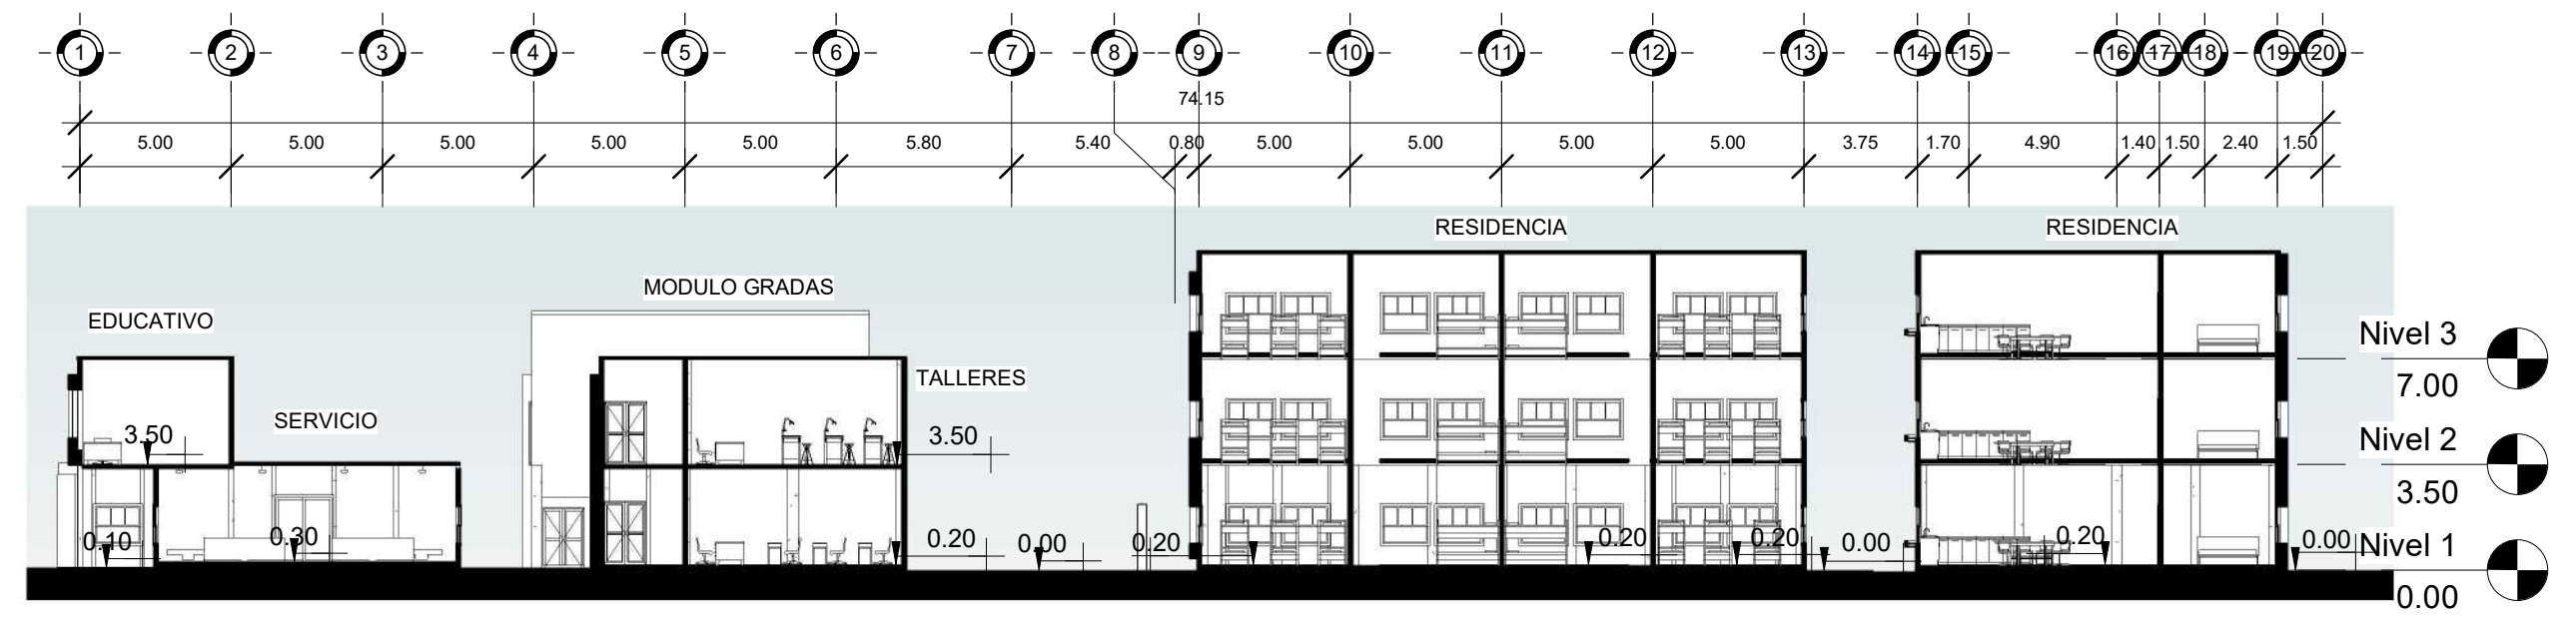 1 2 3 4 5 6 7 8 9 10 11 12 13 14 15 16 17 18 19 20
74.15
5.00 5.00 5.00 5.00 5.00 5.80 5.40 0.80 5.00 5.00 5.00 5.00 3.75 1.70 4.90 1.40 1.50 2.40 1.50
RESIDENCIA RESIDENCIA
MODULO GRADAS
EDUCATIVO
Nivel 3
TALLERES
7.00
SERVICIO
3.50 3.50
Nivel 2
3.50
0.10 0.30 0.20 0.00 0.20 0.20 0.20 0.00 0.20 0.00
Nivel 1
0.00